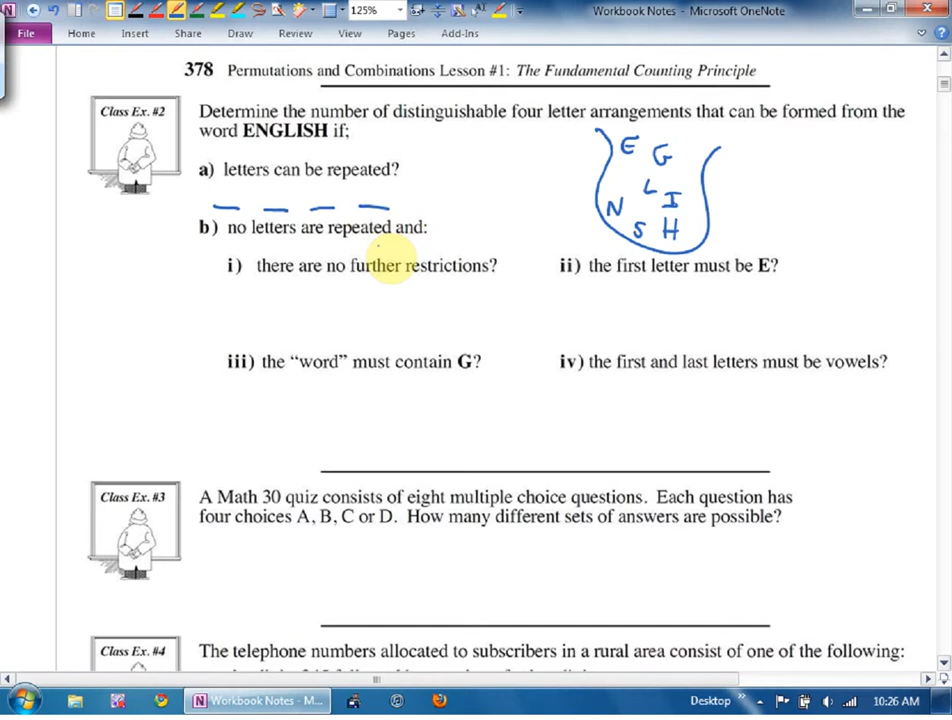 Workbook Notes - Microsoft OneNote
125%
File Home Insert Share Draw Review View Pages Add-Ins
378 Permutations and Combinations Lesson #1: The Fundamental Counting Principle
Class Ex. #2
Determine the number of distinguishable four letter arrangements that can be formed from the
word ENGLISH if;
a) letters can be repeated?
E G
L I
N S H
b) no letters are repeated and:
i) there are no further restrictions?
ii) the first letter must be E?
iii) the “word” must contain G?
iv) the first and last letters must be vowels?
Class Ex. #3
A Math 30 quiz consists of eight multiple choice questions. Each question has
four choices A, B, C or D. How many different sets of answers are possible?
Class Ex. #4
The telephone numbers allocated to subscribers in a rural area consist of one of the following:
Workbook Notes - M...
Desktop
10:26 AM